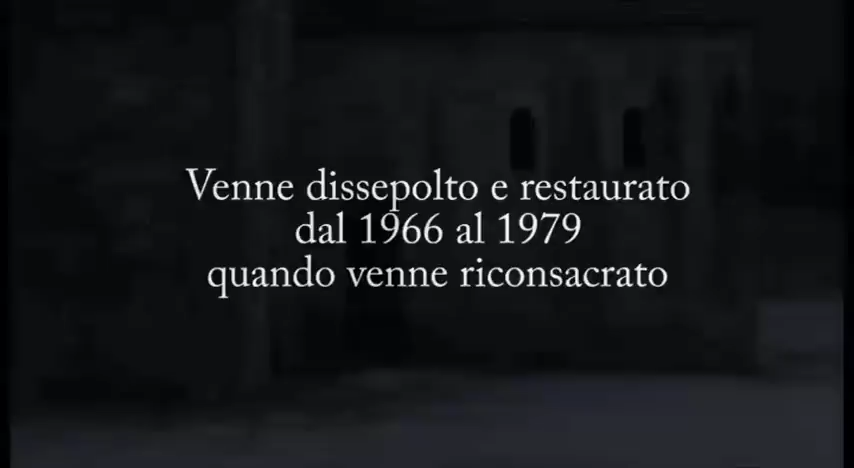 Venne dissepolto e restaurato
dal 1966 al 1979
quando venne riconsacrato